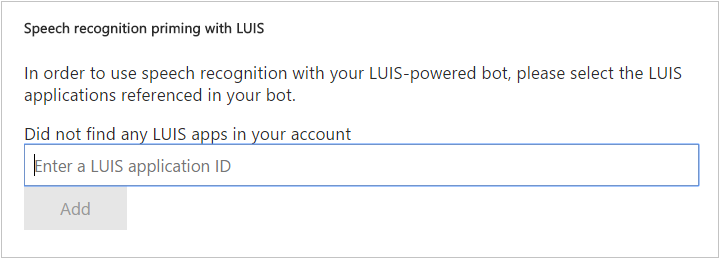 Speech recognition priming with LUIS
In order to use speech recognition with your LUIS-powered bot, please select the LUIS
applications referenced in your bot.
Did not find any LUIS apps in your account
Enter a LUIS application ID
Add